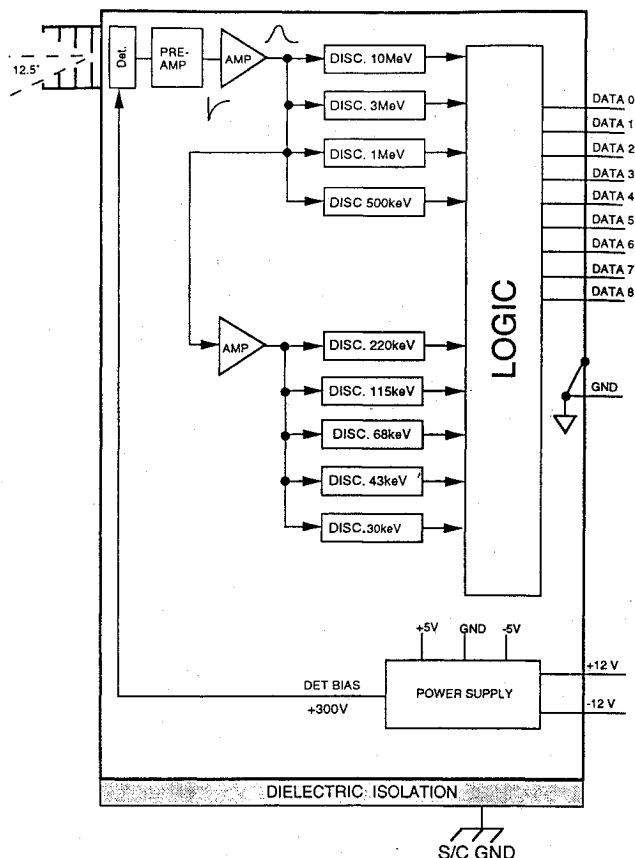 12.5°
Det.
PRE-
AMP
AMP
DISC. 10MeV
DISC. 3MeV
DISC. 1MeV
DISC 500keV
AMP
DISC. 220keV
DISC. 115keV
DISC. 68keV
DISC. 43keV
DISC.30keV
LOGIC
DATA 0
DATA 1
DATA 2
DATA 3
DATA 4
DATA 5
DATA 6
DATA 7
DATA 8
GND
+5V GND -5V
POWER SUPPLY
+12 V
-12 V
DET BIAS
+300V
DIELECTRIC ISOLATION
S/C GND